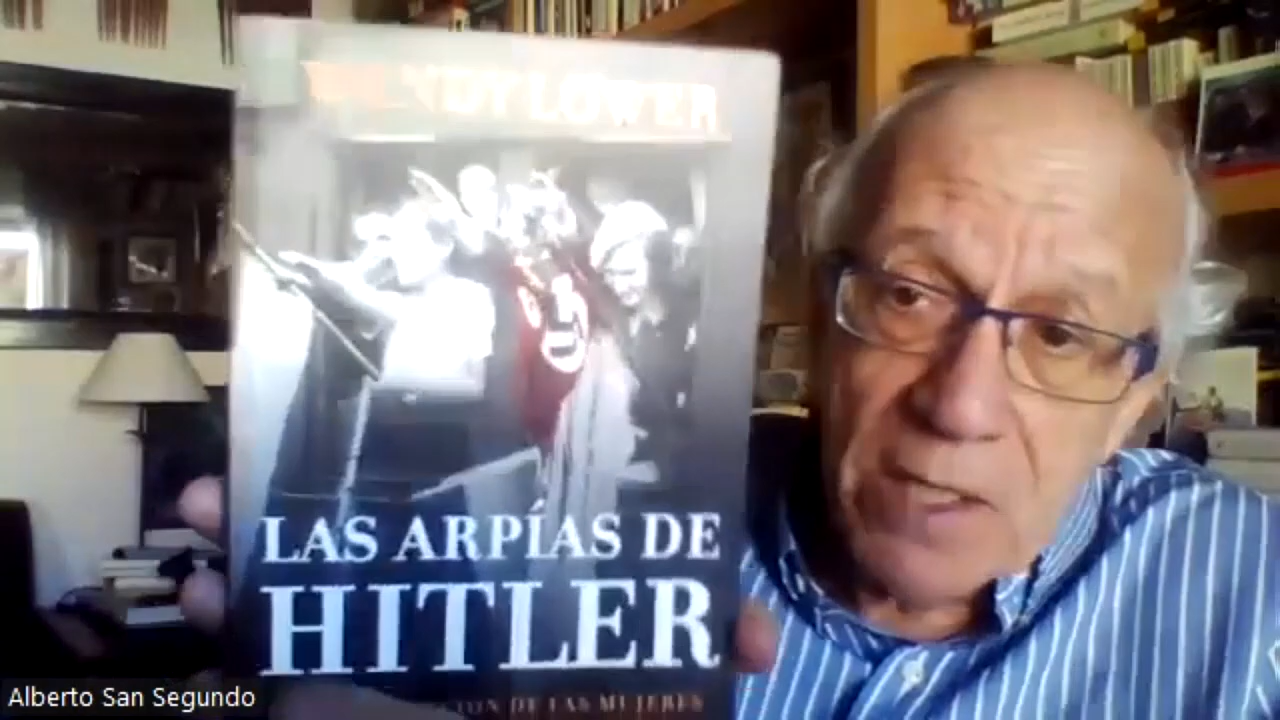 LOWER
LAS ARPÍAS DE
HITLER
DE LAS MUJERES
Alberto San Segundo